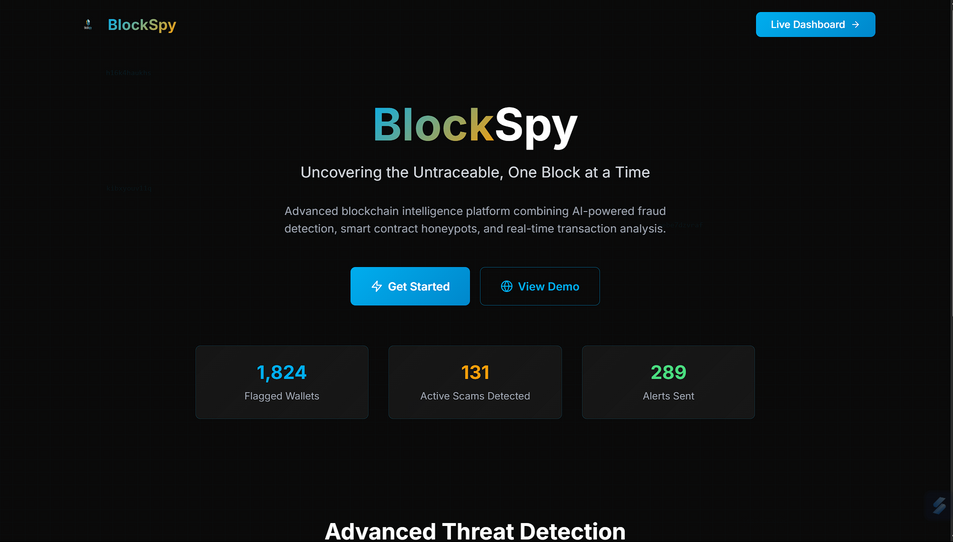 BlockSpy
Live Dashboard
BlockSpy
Uncovering the Untraceable, One Block at a Time
Advanced blockchain intelligence platform combining AI-powered fraud
detection, smart contract honeypots, and real-time transaction analysis.
Get Started
View Demo
1,824
131
289
Flagged Wallets
Active Scams Detected
Alerts Sent
Advanced Threat Detection